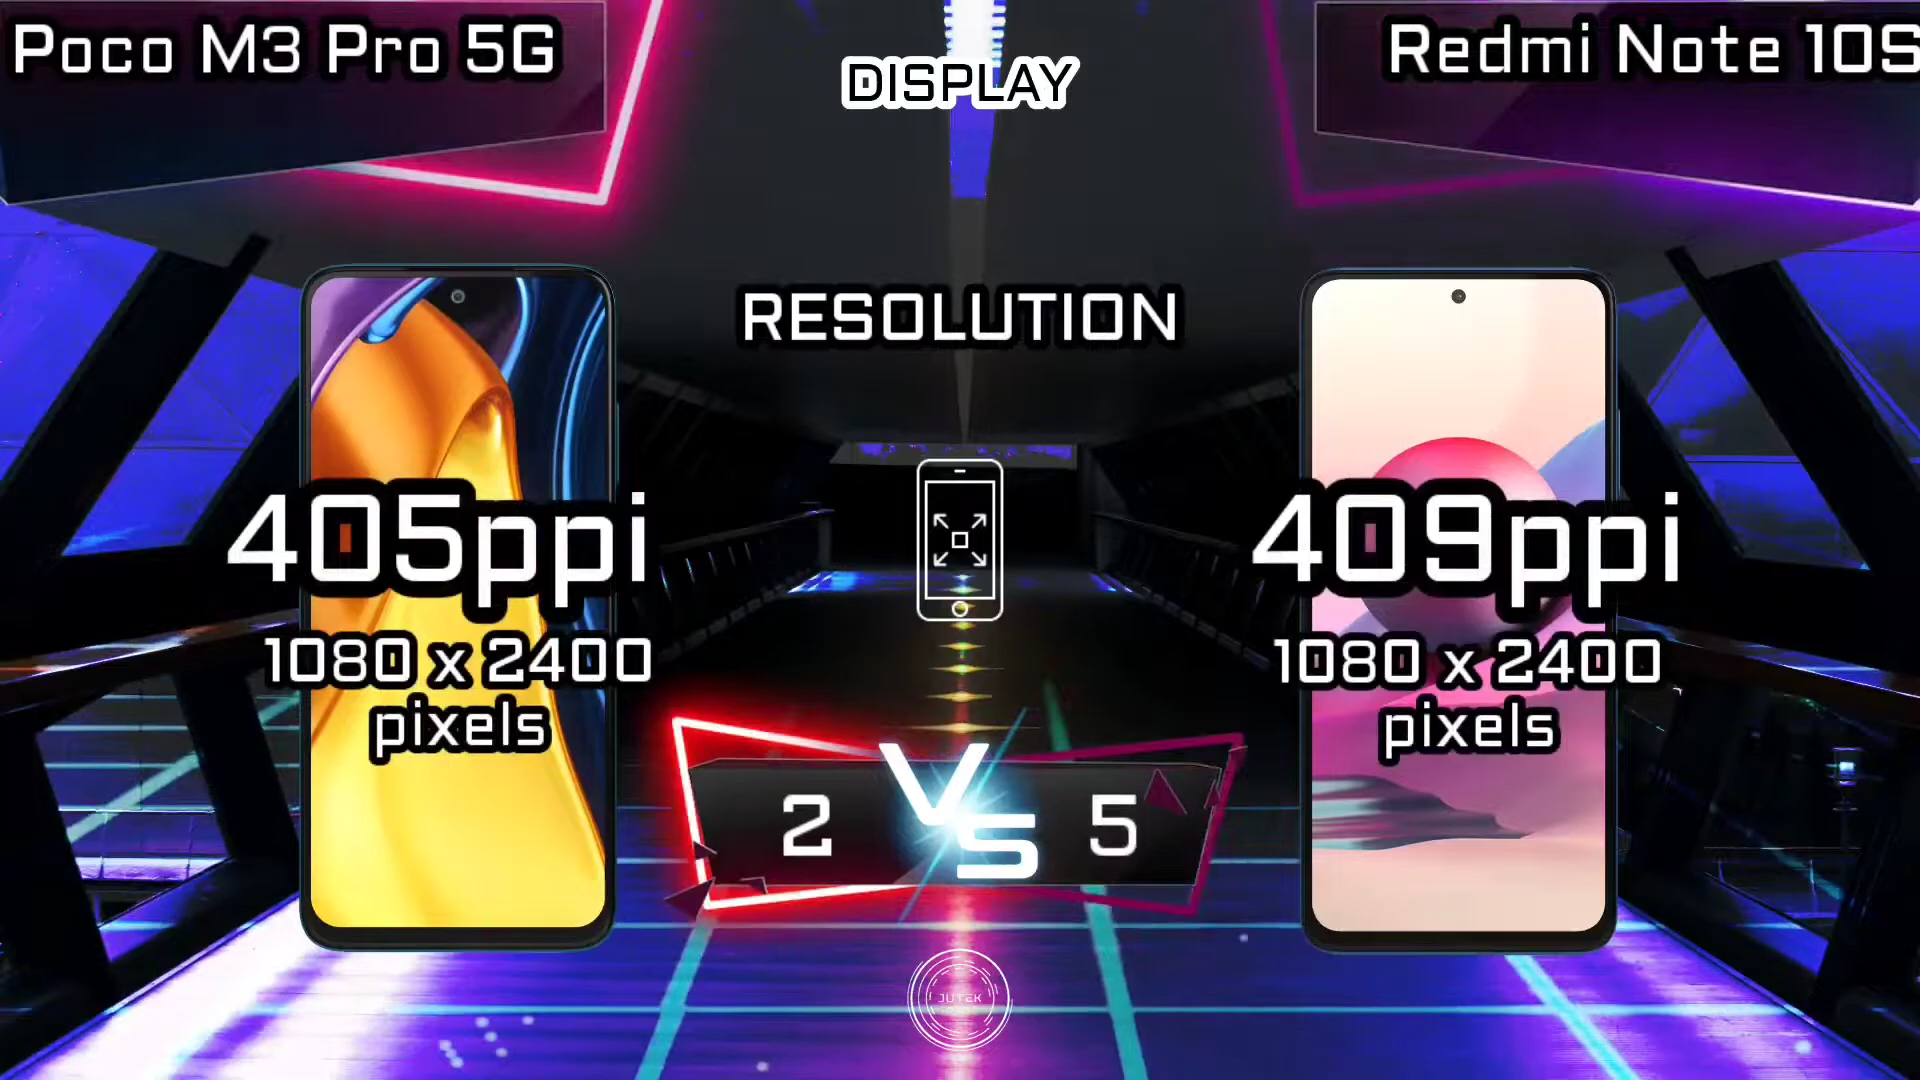 Poco M3 Pro 5G
DISPLAY
Redmi Note 10S
RESOLUTION
405ppi
1080 x 2400
pixels
409ppi
1080 x 2400
pixels
2
VS
5
JUTEK